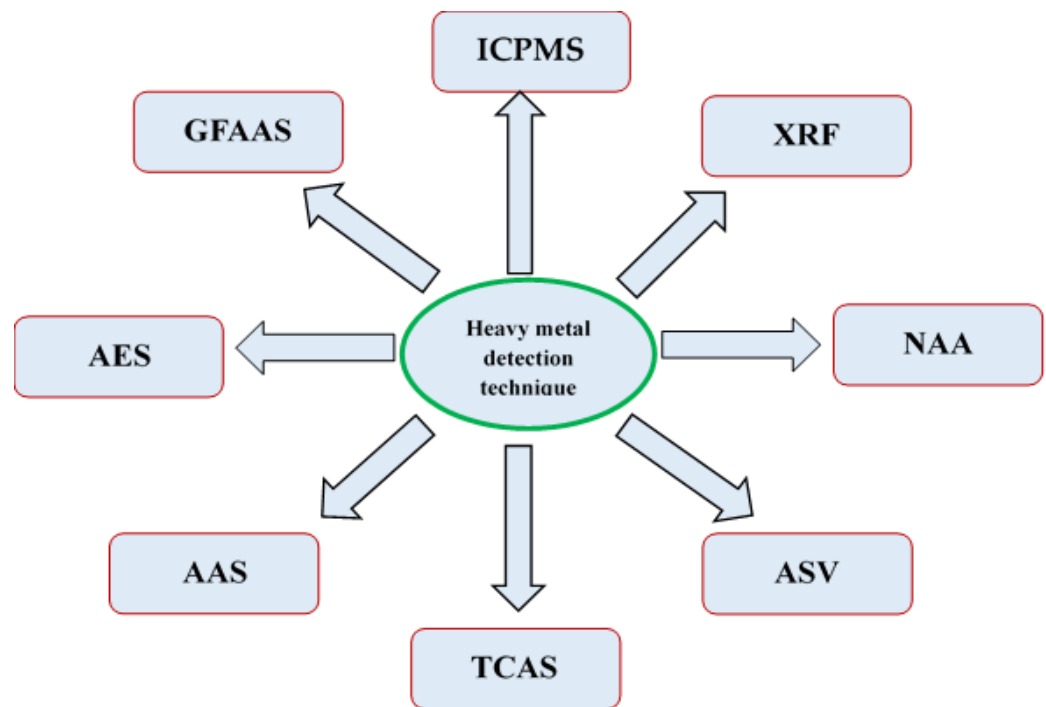 ICPMS
GFAAS
XRF
AES
Heavy metal
detection
technique
NAA
AAS
ASV
TCAS